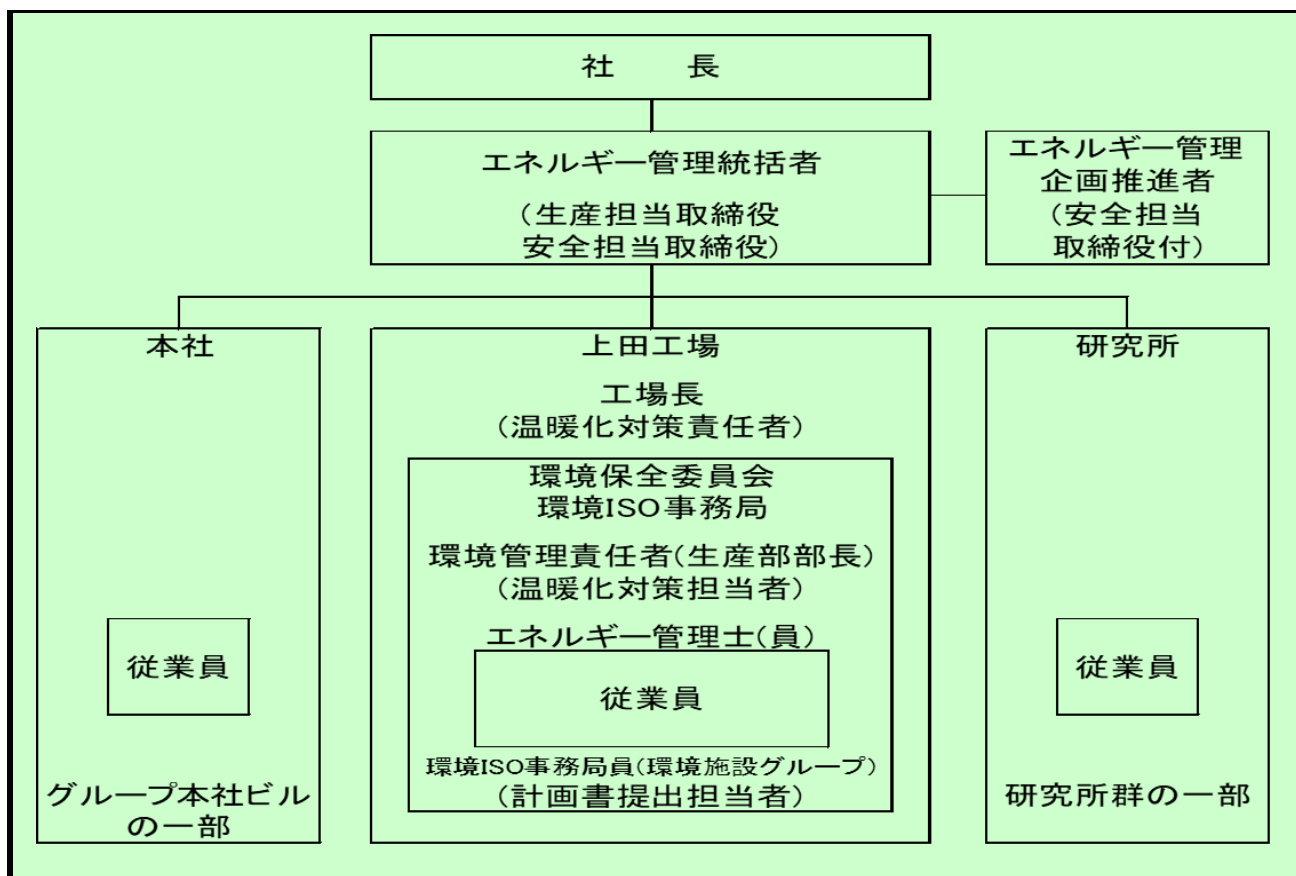 社　　長
エネルギー管理統括者
（生産担当取締役
安全担当取締役）
エネルギー管理
企画推進者
（安全担当
取締役付）
本社
従業員
グループ本社ビル
の一部
上田工場
工場長
（温暖化対策責任者）
環境保全委員会
環境ISO事務局
環境管理責任者（生産部部長）
（温暖化対策担当者）
エネルギー管理士（員）
従業員
環境ISO事務局員（環境施設グループ）
（計画書提出担当者）
研究所
従業員
研究所群の一部